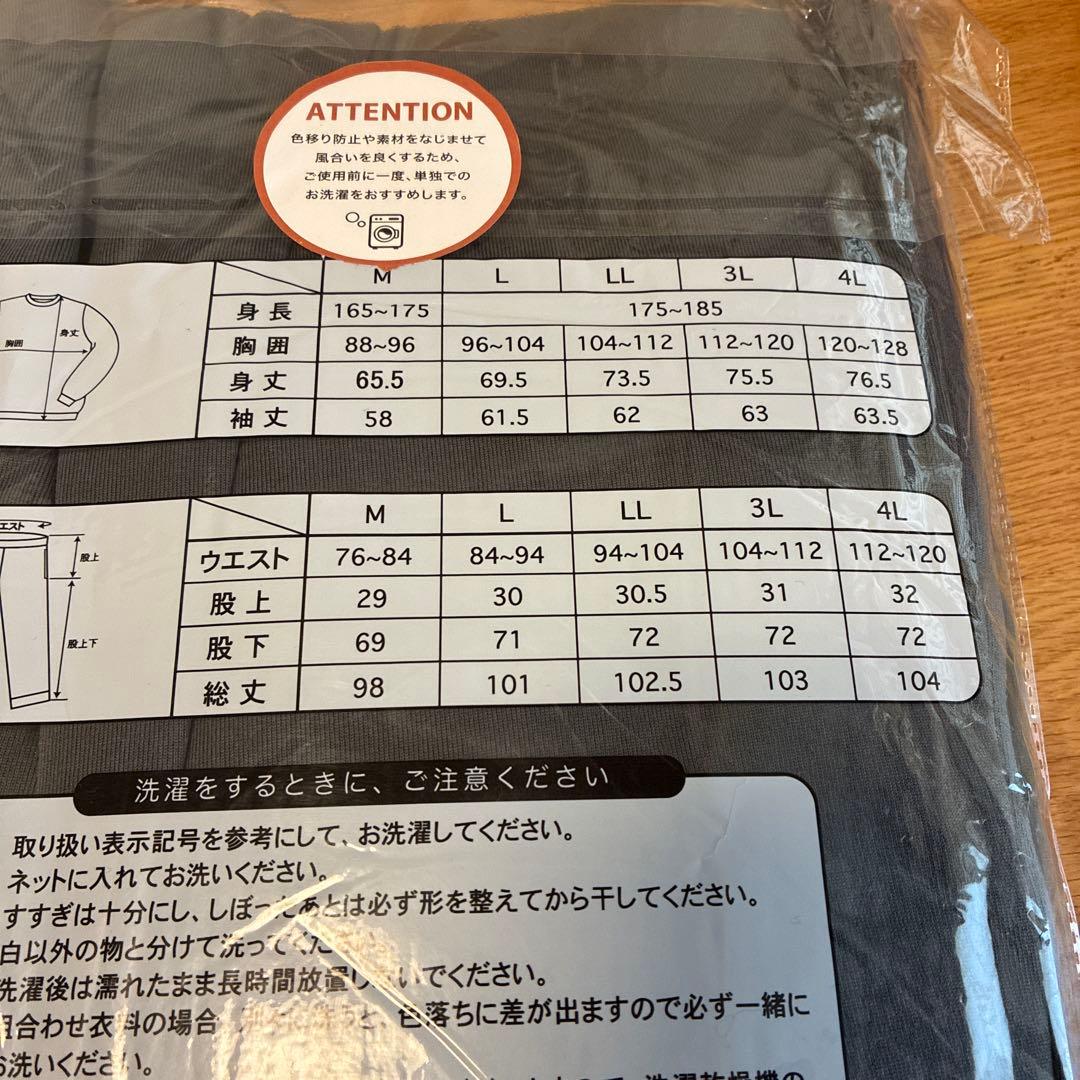 ATTENTION
色移り防止や素材をなじませて
風合いを良くするため、
ご使用前に一度、単独での
お洗濯をおすすめします。
M L LL 3L 4L
身長 165~175 175~185
胸囲 88~96 96~104 104~112 112~120 120~128
身丈 65.5 69.5 73.5 75.5 76.5
袖丈 58 61.5 62 63 63.5
身丈
胸囲
M L LL 3L 4L
ウエスト 76~84 84~94 94~104 104~112 112~120
股上 29 30 30.5 31 32
股下 69 71 72 72 72
総丈 98 101 102.5 103 104
エスト
股上
股上下
洗濯をするときに、ご注意ください
取り扱い表示記号を参考にして、お洗濯してください。
ネットに入れてお洗いください。
すすぎは十分にし、しぼったあとは必ず形を整えてから干してください。
白以外の物と分けて洗ってくだ
洗濯後は濡れたまま長時間放置しないでください。
組合わせ衣料の場合 色落ちに差が出ますので必ず一緒に
お洗いください。
洗濯乾燥機の